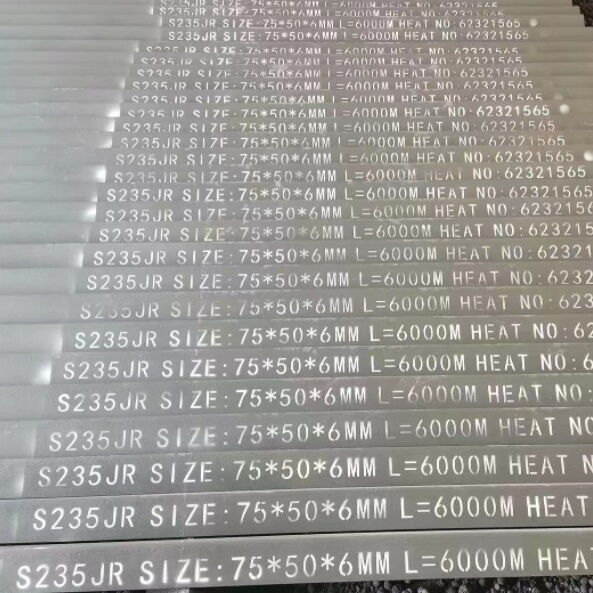 S235JR SIZE:75*50*6MM L=6000M HEAT NO:62321565
S235JR SIZE:75*50*6MM L=6000M HEAT NO:62321565
S235JR SIZE:75*50*6MM L=6000M HEAT NO:62321565
S235JR SIZE:75*50*6MM L=6000M HEAT NO:62321565
S235JR SIZE:75*50*6MM L=6000M HEAT NO:62321565
S235JR SIZE:75*50*6MM L=6000M HEAT NO:62321565
S235JR SIZE:75*50*6MM L=6000M HEAT NO:62321565
S235JR SIZE:75*50*6MM L=6000M HEAT NO:62321565
S235JR SIZE:75*50*6MM L=6000M HEAT NO:62321565
S235JR SIZE:75*50*6MM L=6000M HEAT NO:62321565
S235JR SIZE:75*50*6MM L=6000M HEAT NO:62321565
S235JR SIZE:75*50*6MM L=6000M HEAT NO:62321565
S235JR SIZE:75*50*6MM L=6000M HEAT NO:62321565
S235JR SIZE:75*50*6MM L=6000M HEAT NO:62321565
S235JR SIZE:75*50*6MM L=6000M HEAT NO:6232156
S235JR SIZE:75*50*6MM L=6000M HEAT NO:623215
S235JR SIZE:75*50*6MM L=6000M HEAT NO:62321
S235JR SIZE:75*50*6MM L=6000M HEAT NO:6232
S235JR SIZE:75*50*6MM L=6000M HEAT NO:623
S235JR SIZE:75*50*6MM L=6000M HEAT NO:62
S235JR SIZE:75*50*6MM L=6000M HEAT NO:6
S235JR SIZE:75*50*6MM L=6000M HEAT NO:
S235JR SIZE:75*50*6MM L=6000M HEAT NO
S235JR SIZE:75*50*6MM L=6000M HEAT N
S235JR SIZE:75*50*6MM L=6000M HEAT
S235JR SIZE:75*50*6MM L=6000M HEA